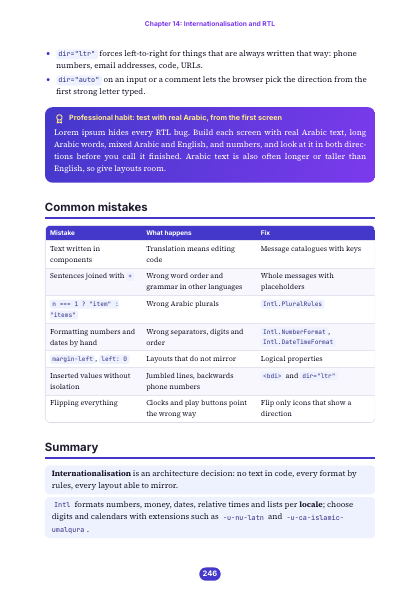 Chapter 14: Internationalisation and RTL
• dir="ltr" forces left-to-right for things that are always written that way: phone
numbers, email addresses, code, URLs.
• dir="auto" on an input or a comment lets the browser pick the direction from the
first strong letter typed.
Professional habit: test with real Arabic, from the first screen
Lorem ipsum hides every RTL bug. Build each screen with real Arabic text, long
Arabic words, mixed Arabic and English, and numbers, and look at it in both direc-
tions before you call it finished. Arabic text is also often longer or taller than
English, so give layouts room.
Common mistakes
Mistake What happens Fix
Text written in components Translation means editing code Message catalogues with keys
Sentences joined with + Wrong word order and grammar in other languages Whole messages with placeholders
n === 1 ? "item" : "items" Wrong Arabic plurals Intl.PluralRules
Formatting numbers and dates by hand Wrong separators, digits and order Intl.NumberFormat, Intl.DateTimeFormat
margin-left, left: 0 Layouts that do not mirror Logical properties
Inserted values without isolation Jumbled lines, backwards phone numbers <bdi> and dir="ltr"
Flipping everything Clocks and play buttons point the wrong way Flip only icons that show a direction
Summary
Internationalisation is an architecture decision: no text in code, every format by
rules, every layout able to mirror.
Intl formats numbers, money, dates, relative times and lists per locale; choose
digits and calendars with extensions such as -u-nu-latn and -u-ca-islamic-
umalqura.
246